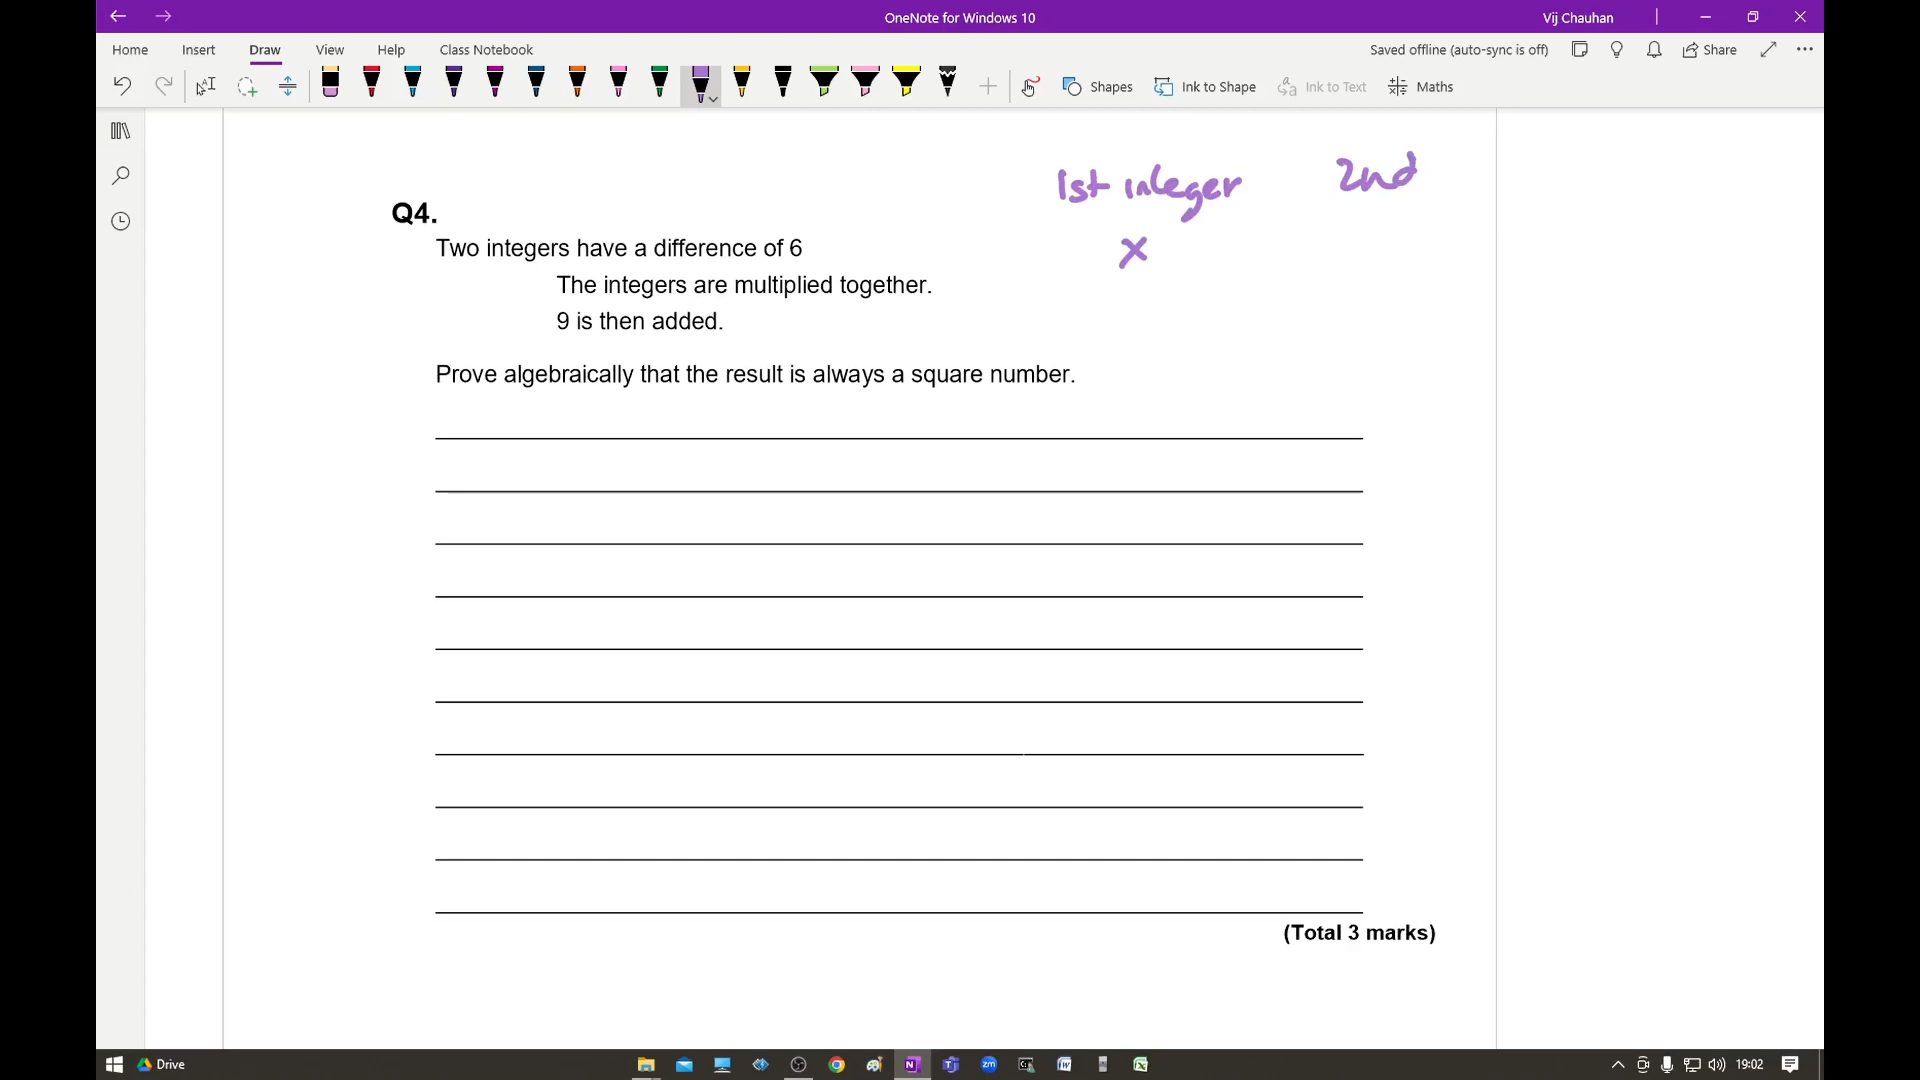 OneNote for Windows 10
Vij Chauhan
Home Insert Draw View Help Class Notebook
Saved offline (auto-sync is off) Share
Shapes Ink to Shape Ink to Text Maths
1st integer 2nd
Q4.
Two integers have a difference of 6
x
The integers are multiplied together.
9 is then added.
Prove algebraically that the result is always a square number.
(Total 3 marks)
Drive
19:02